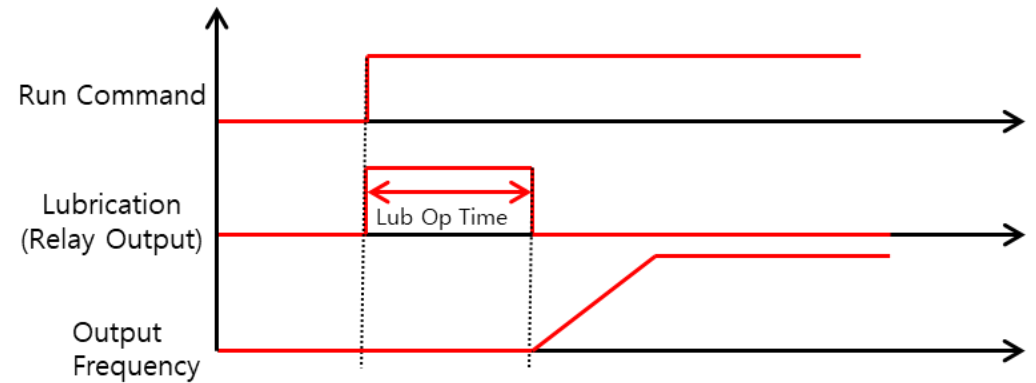 Run Command
Lubrication
(Relay Output)
Lub Op Time
Output
Frequency